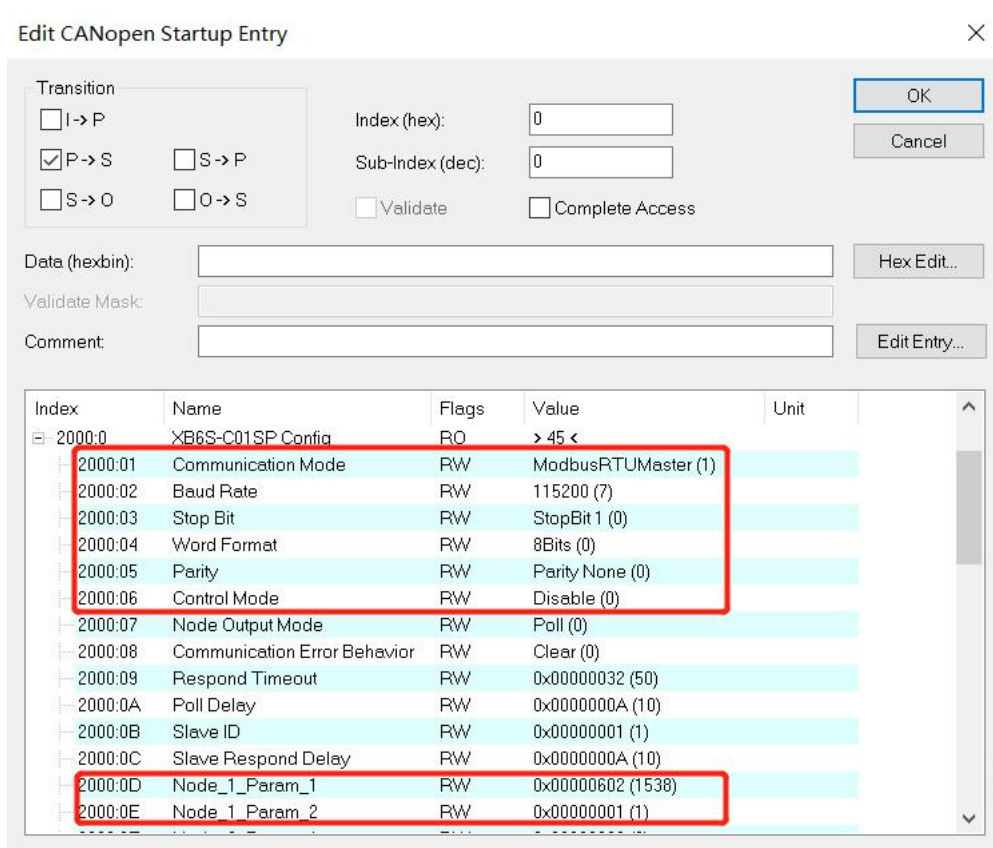 Edit CANopen Startup Entry
Transition
I -> P
P -> S
S -> P
S -> O
O -> S
Index (hex): 0
Sub-Index (dec): 0
Validate
Complete Access
OK
Cancel
Data (hexbin):
Hex Edit...
Validate Mask:
Comment:
Edit Entry...
Index Name Flags Value Unit
2000:0 XB6S-C01SP Config RO > 45 <
2000:01 Communication Mode RW ModbusRTUMaster (1)
2000:02 Baud Rate RW 115200 (7)
2000:03 Stop Bit RW StopBit 1 (0)
2000:04 Word Format RW 8Bits (0)
2000:05 Parity RW Parity None (0)
2000:06 Control Mode RW Disable (0)
2000:07 Node Output Mode RW Poll (0)
2000:08 Communication Error Behavior RW Clear (0)
2000:09 Respond Timeout RW 0x00000032 (50)
2000:0A Poll Delay RW 0x0000000A (10)
2000:0B Slave ID RW 0x00000001 (1)
2000:0C Slave Respond Delay RW 0x0000000A (10)
2000:0D Node_1_Param_1 RW 0x00000602 (1538)
2000:0E Node_1_Param_2 RW 0x00000001 (1)